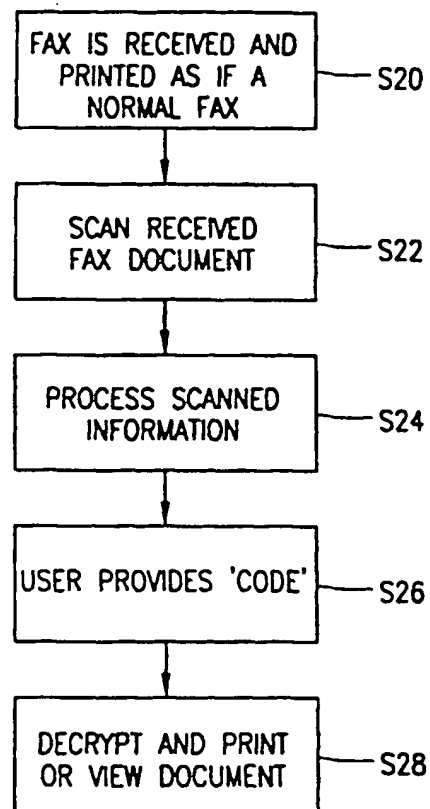 FAX IS RECEIVED AND
PRINTED AS IF A
NORMAL FAX
S20
SCAN RECEIVED
FAX DOCUMENT
S22
PROCESS SCANNED
INFORMATION
S24
USER PROVIDES 'CODE'
S26
DECRYPT AND PRINT
OR VIEW DOCUMENT
S28